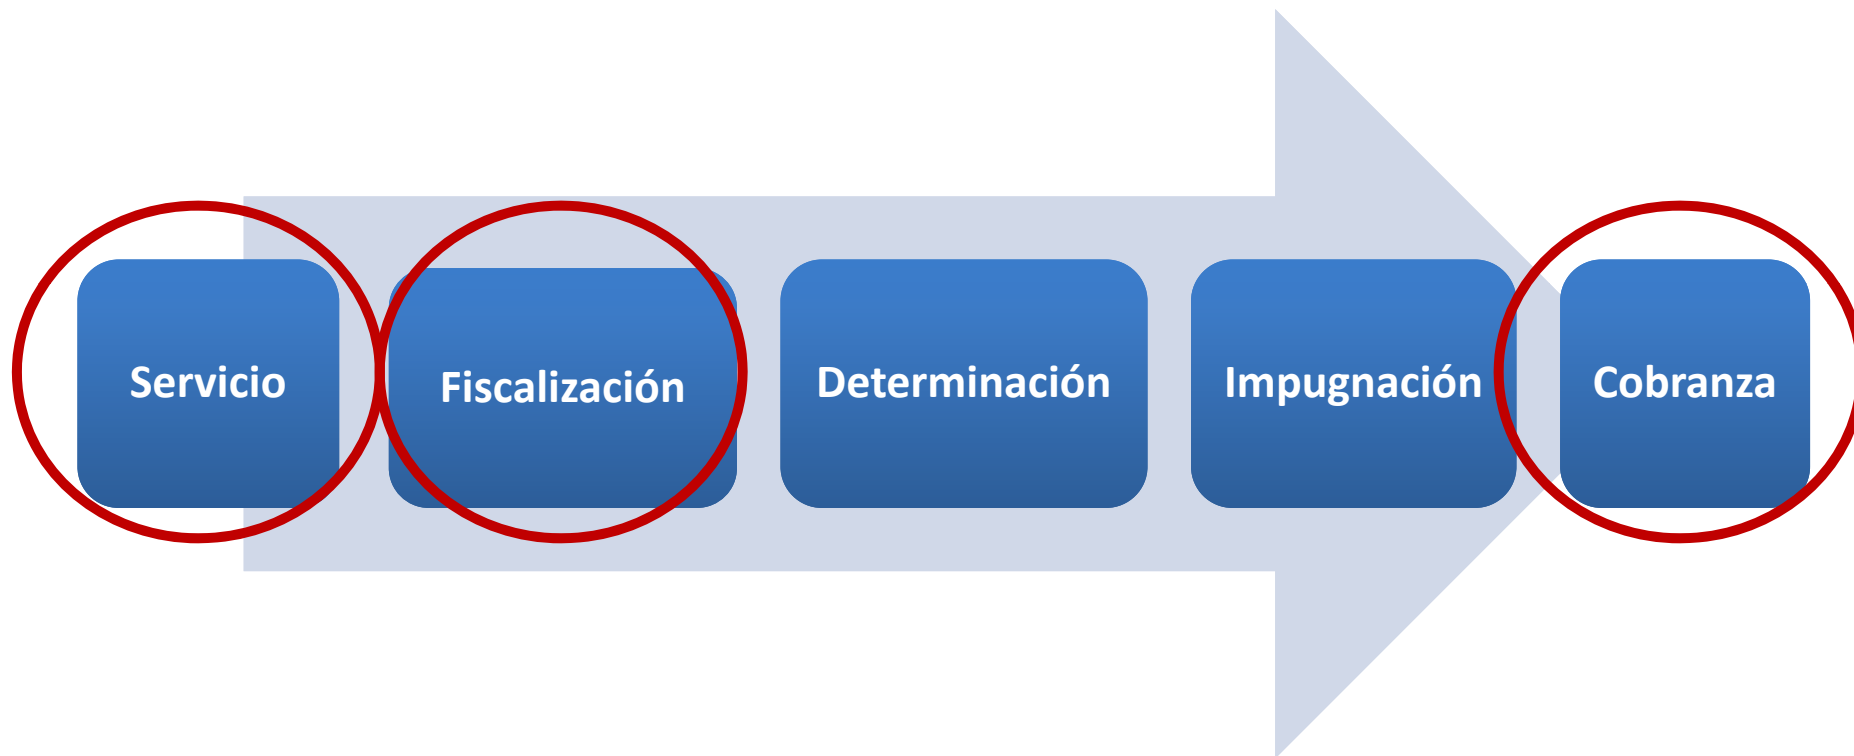 Servicio
Fiscalización
Determinación
Impugnación
Cobranza